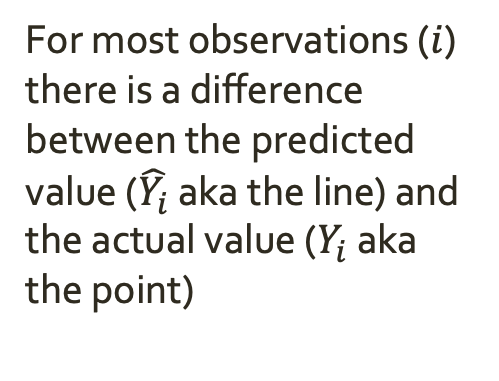 For most observations (𝑖)
there is a difference
between the predicted
value (Ŷᵢ aka the line) and
the actual value (Yᵢ aka
the point)